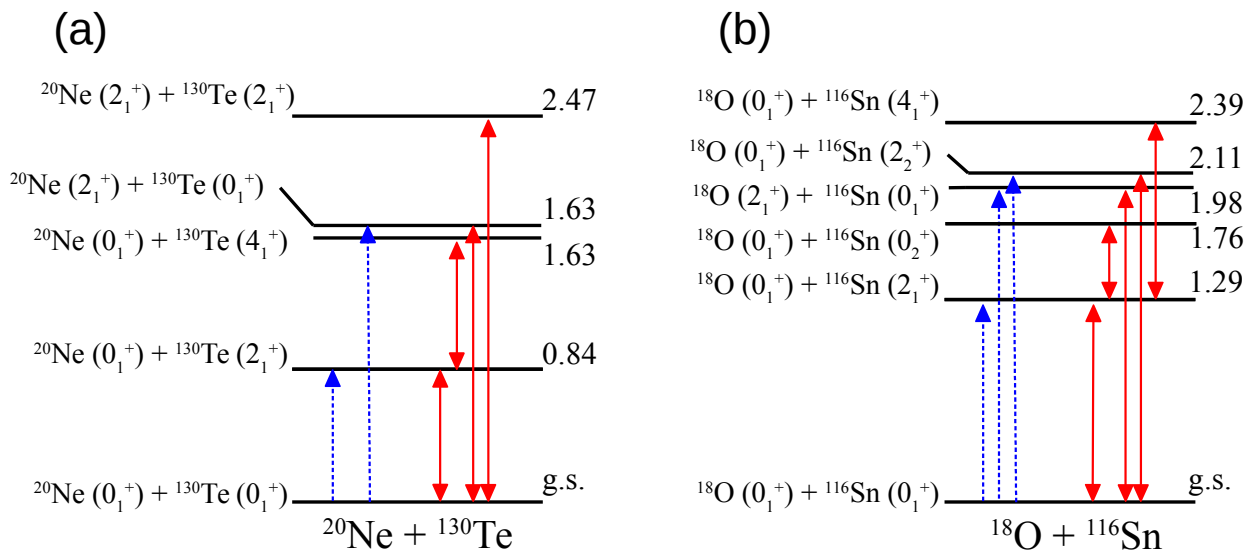 (a)
²⁰Ne (2₁⁺) + ¹³⁰Te (2₁⁺) 2.47
²⁰Ne (2₁⁺) + ¹³⁰Te (0₁⁺) 1.63
²⁰Ne (0₁⁺) + ¹³⁰Te (4₁⁺) 1.63
²⁰Ne (0₁⁺) + ¹³⁰Te (2₁⁺) 0.84
²⁰Ne (0₁⁺) + ¹³⁰Te (0₁⁺) g.s.
²⁰Ne + ¹³⁰Te
(b)
¹⁸O (0₁⁺) + ¹¹⁶Sn (4₁⁺) 2.39
¹⁸O (0₁⁺) + ¹¹⁶Sn (2₂⁺) 2.11
¹⁸O (2₁⁺) + ¹¹⁶Sn (0₁⁺) 1.98
¹⁸O (0₁⁺) + ¹¹⁶Sn (0₂⁺) 1.76
¹⁸O (0₁⁺) + ¹¹⁶Sn (2₁⁺) 1.29
¹⁸O (0₁⁺) + ¹¹⁶Sn (0₁⁺) g.s.
¹⁸O + ¹¹⁶Sn